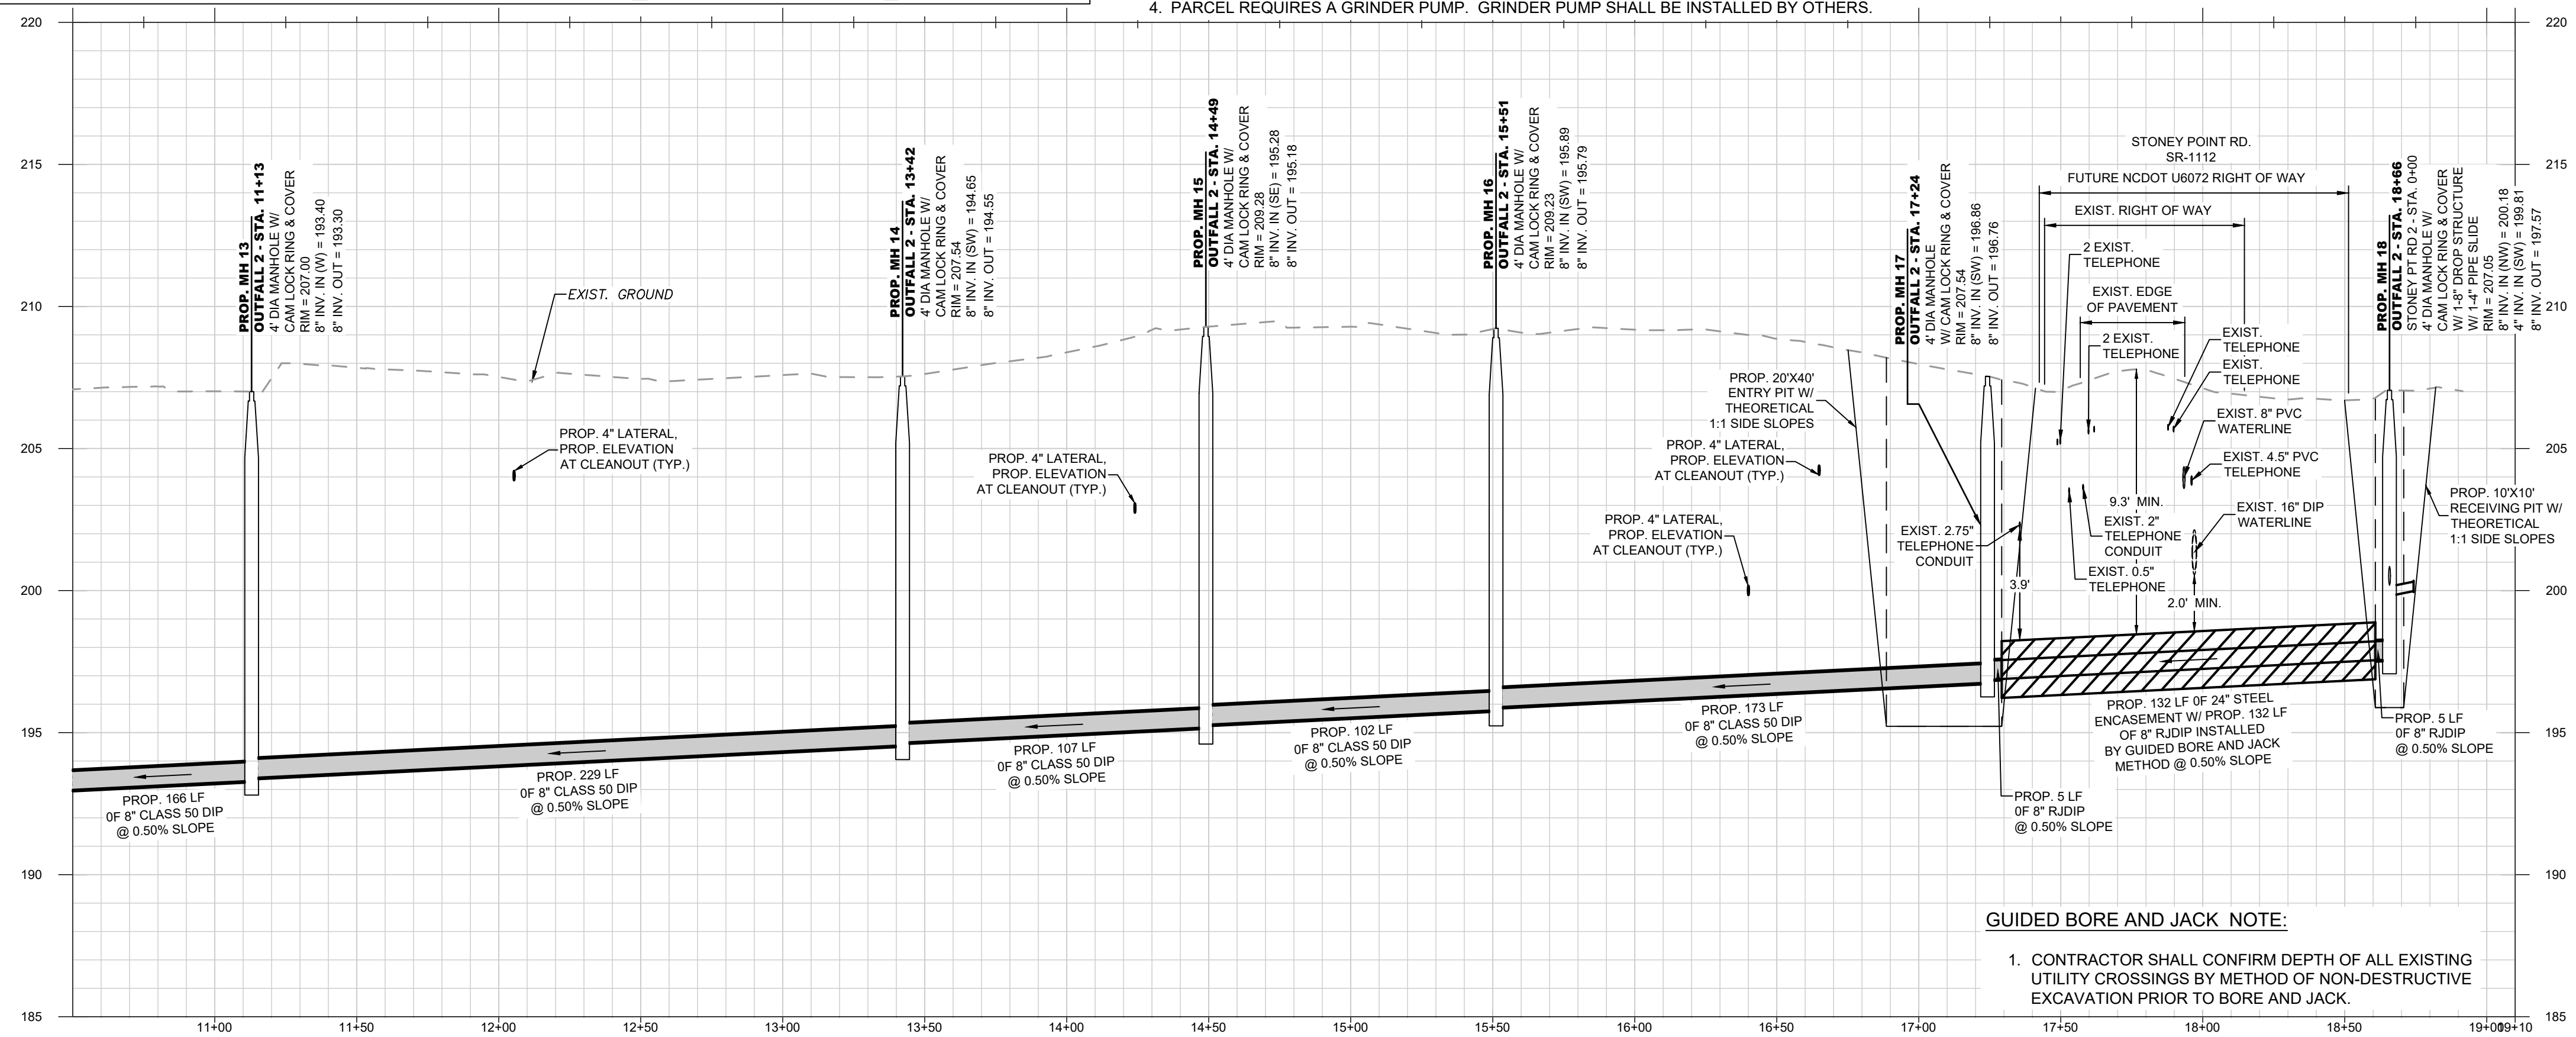 4. PARCEL REQUIRES A GRINDER PUMP. GRINDER PUMP SHALL BE INSTALLED BY OTHERS.
220
220
215
215
210
210
205
205
200
200
195
195
190
190
185
185
PROP. MH 13
OUTFALL 2 - STA. 11+13
4' DIA MANHOLE W/
CAM LOCK RING & COVER
RIM = 207.00
8" INV. IN (W) = 193.40
8" INV. OUT = 193.30
EXIST. GROUND
PROP. MH 14
OUTFALL 2 - STA. 13+42
4' DIA MANHOLE W/
CAM LOCK RING & COVER
RIM = 207.54
8" INV. IN (SW) = 194.65
8" INV. OUT = 194.55
PROP. MH 15
OUTFALL 2 - STA. 14+49
4' DIA MANHOLE W/
CAM LOCK RING & COVER
RIM = 209.28
8" INV. IN (SE) = 195.28
8" INV. OUT = 195.18
PROP. MH 16
OUTFALL 2 - STA. 15+51
4' DIA MANHOLE W/
CAM LOCK RING & COVER
RIM = 209.23
8" INV. IN (SW) = 195.89
8" INV. OUT = 195.79
PROP. MH 17
OUTFALL 2 - STA. 17+24
4' DIA MANHOLE
W/ CAM LOCK RING & COVER
RIM = 207.54
8" INV. IN (SW) = 196.86
8" INV. OUT = 196.76
STONEY POINT RD.
SR-1112
FUTURE NCDOT U6072 RIGHT OF WAY
EXIST. RIGHT OF WAY
2 EXIST.
TELEPHONE
EXIST. EDGE
OF PAVEMENT
2 EXIST.
TELEPHONE
EXIST.
TELEPHONE
EXIST.
TELEPHONE
EXIST. 8" PVC
WATERLINE
EXIST. 4.5" PVC
TELEPHONE
EXIST. 16" DIP
WATERLINE
PROP. MH 18
OUTFALL 2 - STA. 18+66
STONEY PT RD 2 - STA. 0+00
4' DIA MANHOLE W/
CAM LOCK RING & COVER
W/ 1-8" DROP STRUCTURE
W/ 1-4" PIPE SLIDE
RIM = 207.05
8" INV. IN (NW) = 200.18
4" INV. IN (SW) = 199.81
8" INV. OUT = 197.57
PROP. 4" LATERAL,
PROP. ELEVATION
AT CLEANOUT (TYP.)
PROP. 4" LATERAL,
PROP. ELEVATION
AT CLEANOUT (TYP.)
PROP. 20'X40'
ENTRY PIT W/
THEORETICAL
1:1 SIDE SLOPES
PROP. 4" LATERAL,
PROP. ELEVATION
AT CLEANOUT (TYP.)
PROP. 4" LATERAL,
PROP. ELEVATION
AT CLEANOUT (TYP.)
EXIST. 2.75"
TELEPHONE
CONDUIT
3.9'
9.3' MIN.
EXIST. 2"
TELEPHONE
CONDUIT
EXIST. 0.5"
TELEPHONE
2.0' MIN.
PROP. 10'X10'
RECEIVING PIT W/
THEORETICAL
1:1 SIDE SLOPES
PROP. 166 LF
0F 8" CLASS 50 DIP
@ 0.50% SLOPE
PROP. 229 LF
0F 8" CLASS 50 DIP
@ 0.50% SLOPE
PROP. 107 LF
0F 8" CLASS 50 DIP
@ 0.50% SLOPE
PROP. 102 LF
0F 8" CLASS 50 DIP
@ 0.50% SLOPE
PROP. 173 LF
0F 8" CLASS 50 DIP
@ 0.50% SLOPE
PROP. 132 LF 0F 24" STEEL
ENCASEMENT W/ PROP. 132 LF
OF 8" RJDIP INSTALLED
BY GUIDED BORE AND JACK
METHOD @ 0.50% SLOPE
PROP. 5 LF
0F 8" RJDIP
@ 0.50% SLOPE
PROP. 5 LF
0F 8" RJDIP
@ 0.50% SLOPE
GUIDED BORE AND JACK NOTE:
1. CONTRACTOR SHALL CONFIRM DEPTH OF ALL EXISTING
UTILITY CROSSINGS BY METHOD OF NON-DESTRUCTIVE
EXCAVATION PRIOR TO BORE AND JACK.
11+00
11+50
12+00
12+50
13+00
13+50
14+00
14+50
15+00
15+50
16+00
16+50
17+00
17+50
18+00
18+50
19+00
19+10